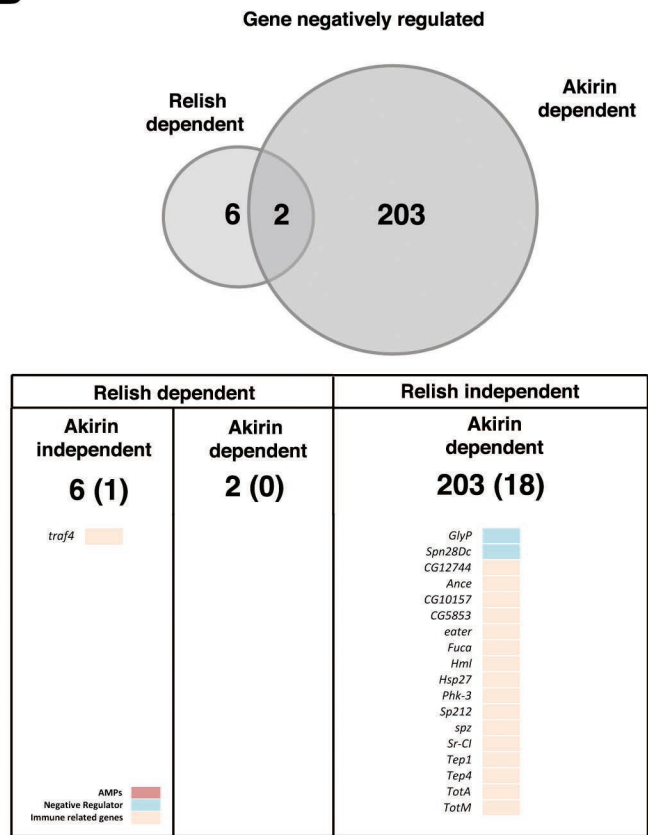 Gene negatively regulated
Relish
dependent
Akirin
dependent
6
2
203
Relish dependent
Relish independent
Akirin
independent
6 (1)
Akirin
dependent
2 (0)
Akirin
dependent
203 (18)
traf4
GlyP
Spn28Dc
CG12744
Ance
CG10157
CG5853
eater
Fuca
Hml
Hsp27
Phk-3
Sp212
spz
Sr-CI
Tep1
Tep4
TotA
TotM
AMPs
Negative Regulator
Immune related genes